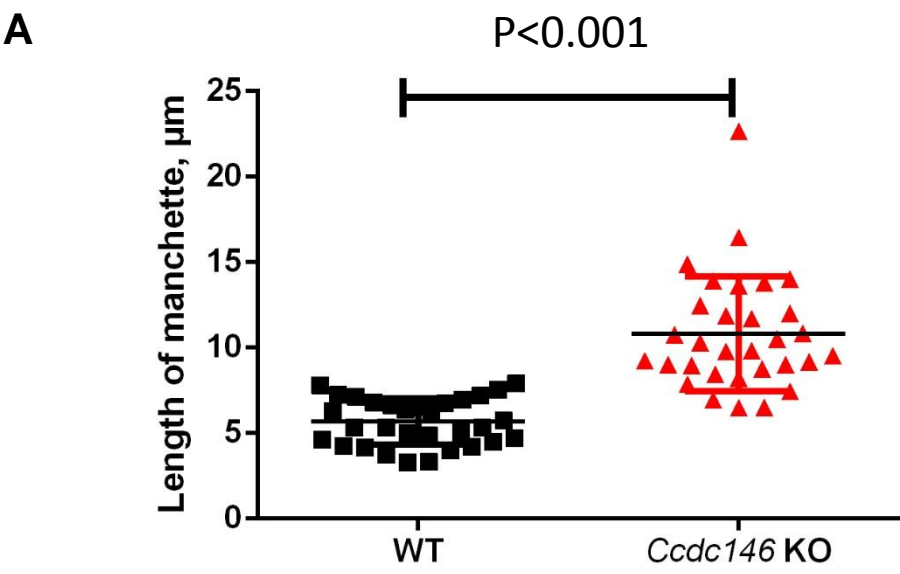 A
P<0.001
Length of manchette, µm
25
20
15
10
5
0
WT
Ccdc146 KO